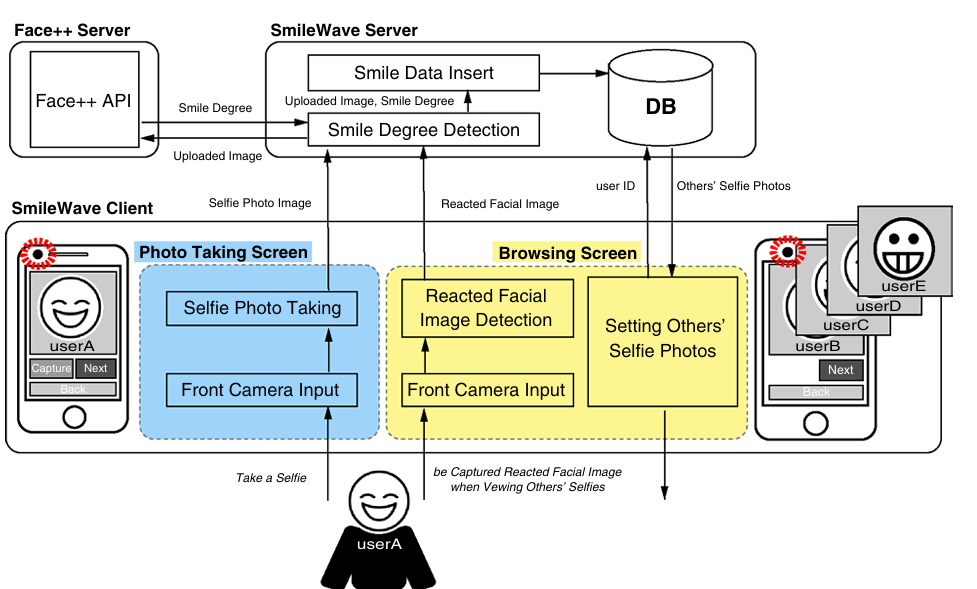 Face++ Server
SmileWave Server
Face++ API
Smile Data Insert
DB
Uploaded Image, Smile Degree
Smile Degree
Smile Degree Detection
Uploaded Image
user ID
Others' Selfie Photos
Selfie Photo Image
Reacted Facial Image
SmileWave Client
Photo Taking Screen
Browsing Screen
userA
Capture
Next
Back
Selfie Photo Taking
Front Camera Input
Reacted Facial
Image Detection
Front Camera Input
Setting Others'
Selfie Photos
userE
userD
userC
userB
Next
Back
Take a Selfie
be Captured Reacted Facial Image
when Vewing Others' Selfies
userA